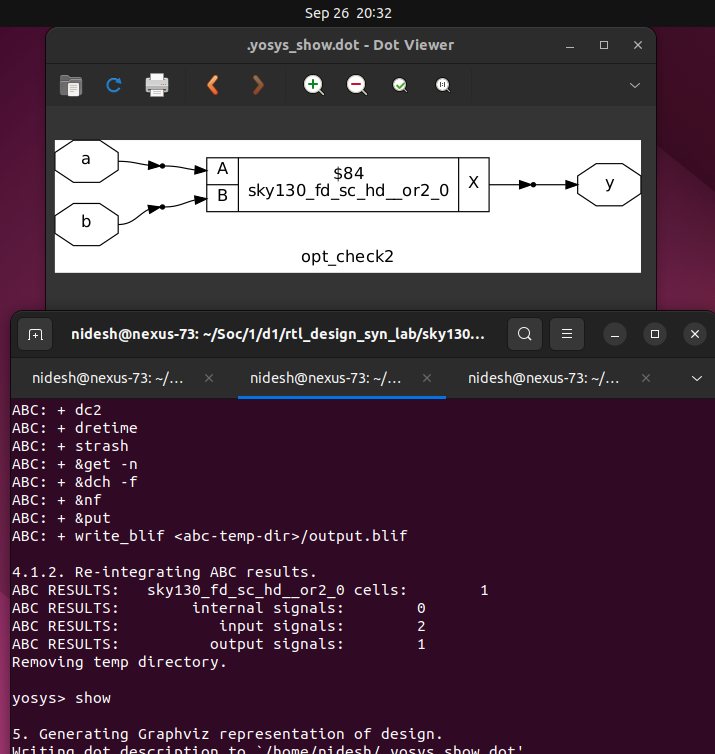 Sep 26 20:32
.yosys_show.dot - Dot Viewer
a
b
A
B
$84
sky130_fd_sc_hd__or2_0
X
y
opt_check2
nidesh@nexus-73: ~/Soc/1/d1/rtl_design_syn_lab/sky130...
nidesh@nexus-73: ~/... × nidesh@nexus-73: ~/... × nidesh@nexus-73: ~/... ×
ABC: + dc2
ABC: + dretime
ABC: + strash
ABC: + &get -n
ABC: + &dch -f
ABC: + &nf
ABC: + &put
ABC: + write_blif <abc-temp-dir>/output.blif
4.1.2. Re-integrating ABC results.
ABC RESULTS:   sky130_fd_sc_hd__or2_0 cells:        1
ABC RESULTS:        internal signals:        0
ABC RESULTS:           input signals:        2
ABC RESULTS:          output signals:        1
Removing temp directory.
yosys> show
5. Generating Graphviz representation of design.
Writing dot description to `/home/nidesh/.yosys_show.dot'